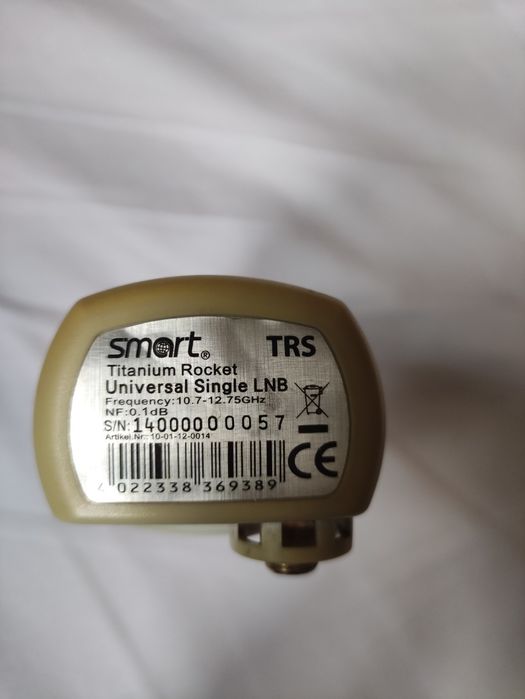 smart® TRS
Titanium Rocket
Universal Single LNB
Frequency:10.7-12.75GHz
NF:0.1dB
S/N:14000000057
Artikel.Nr.: 10-01-12-0014
CE
4 022338 369389